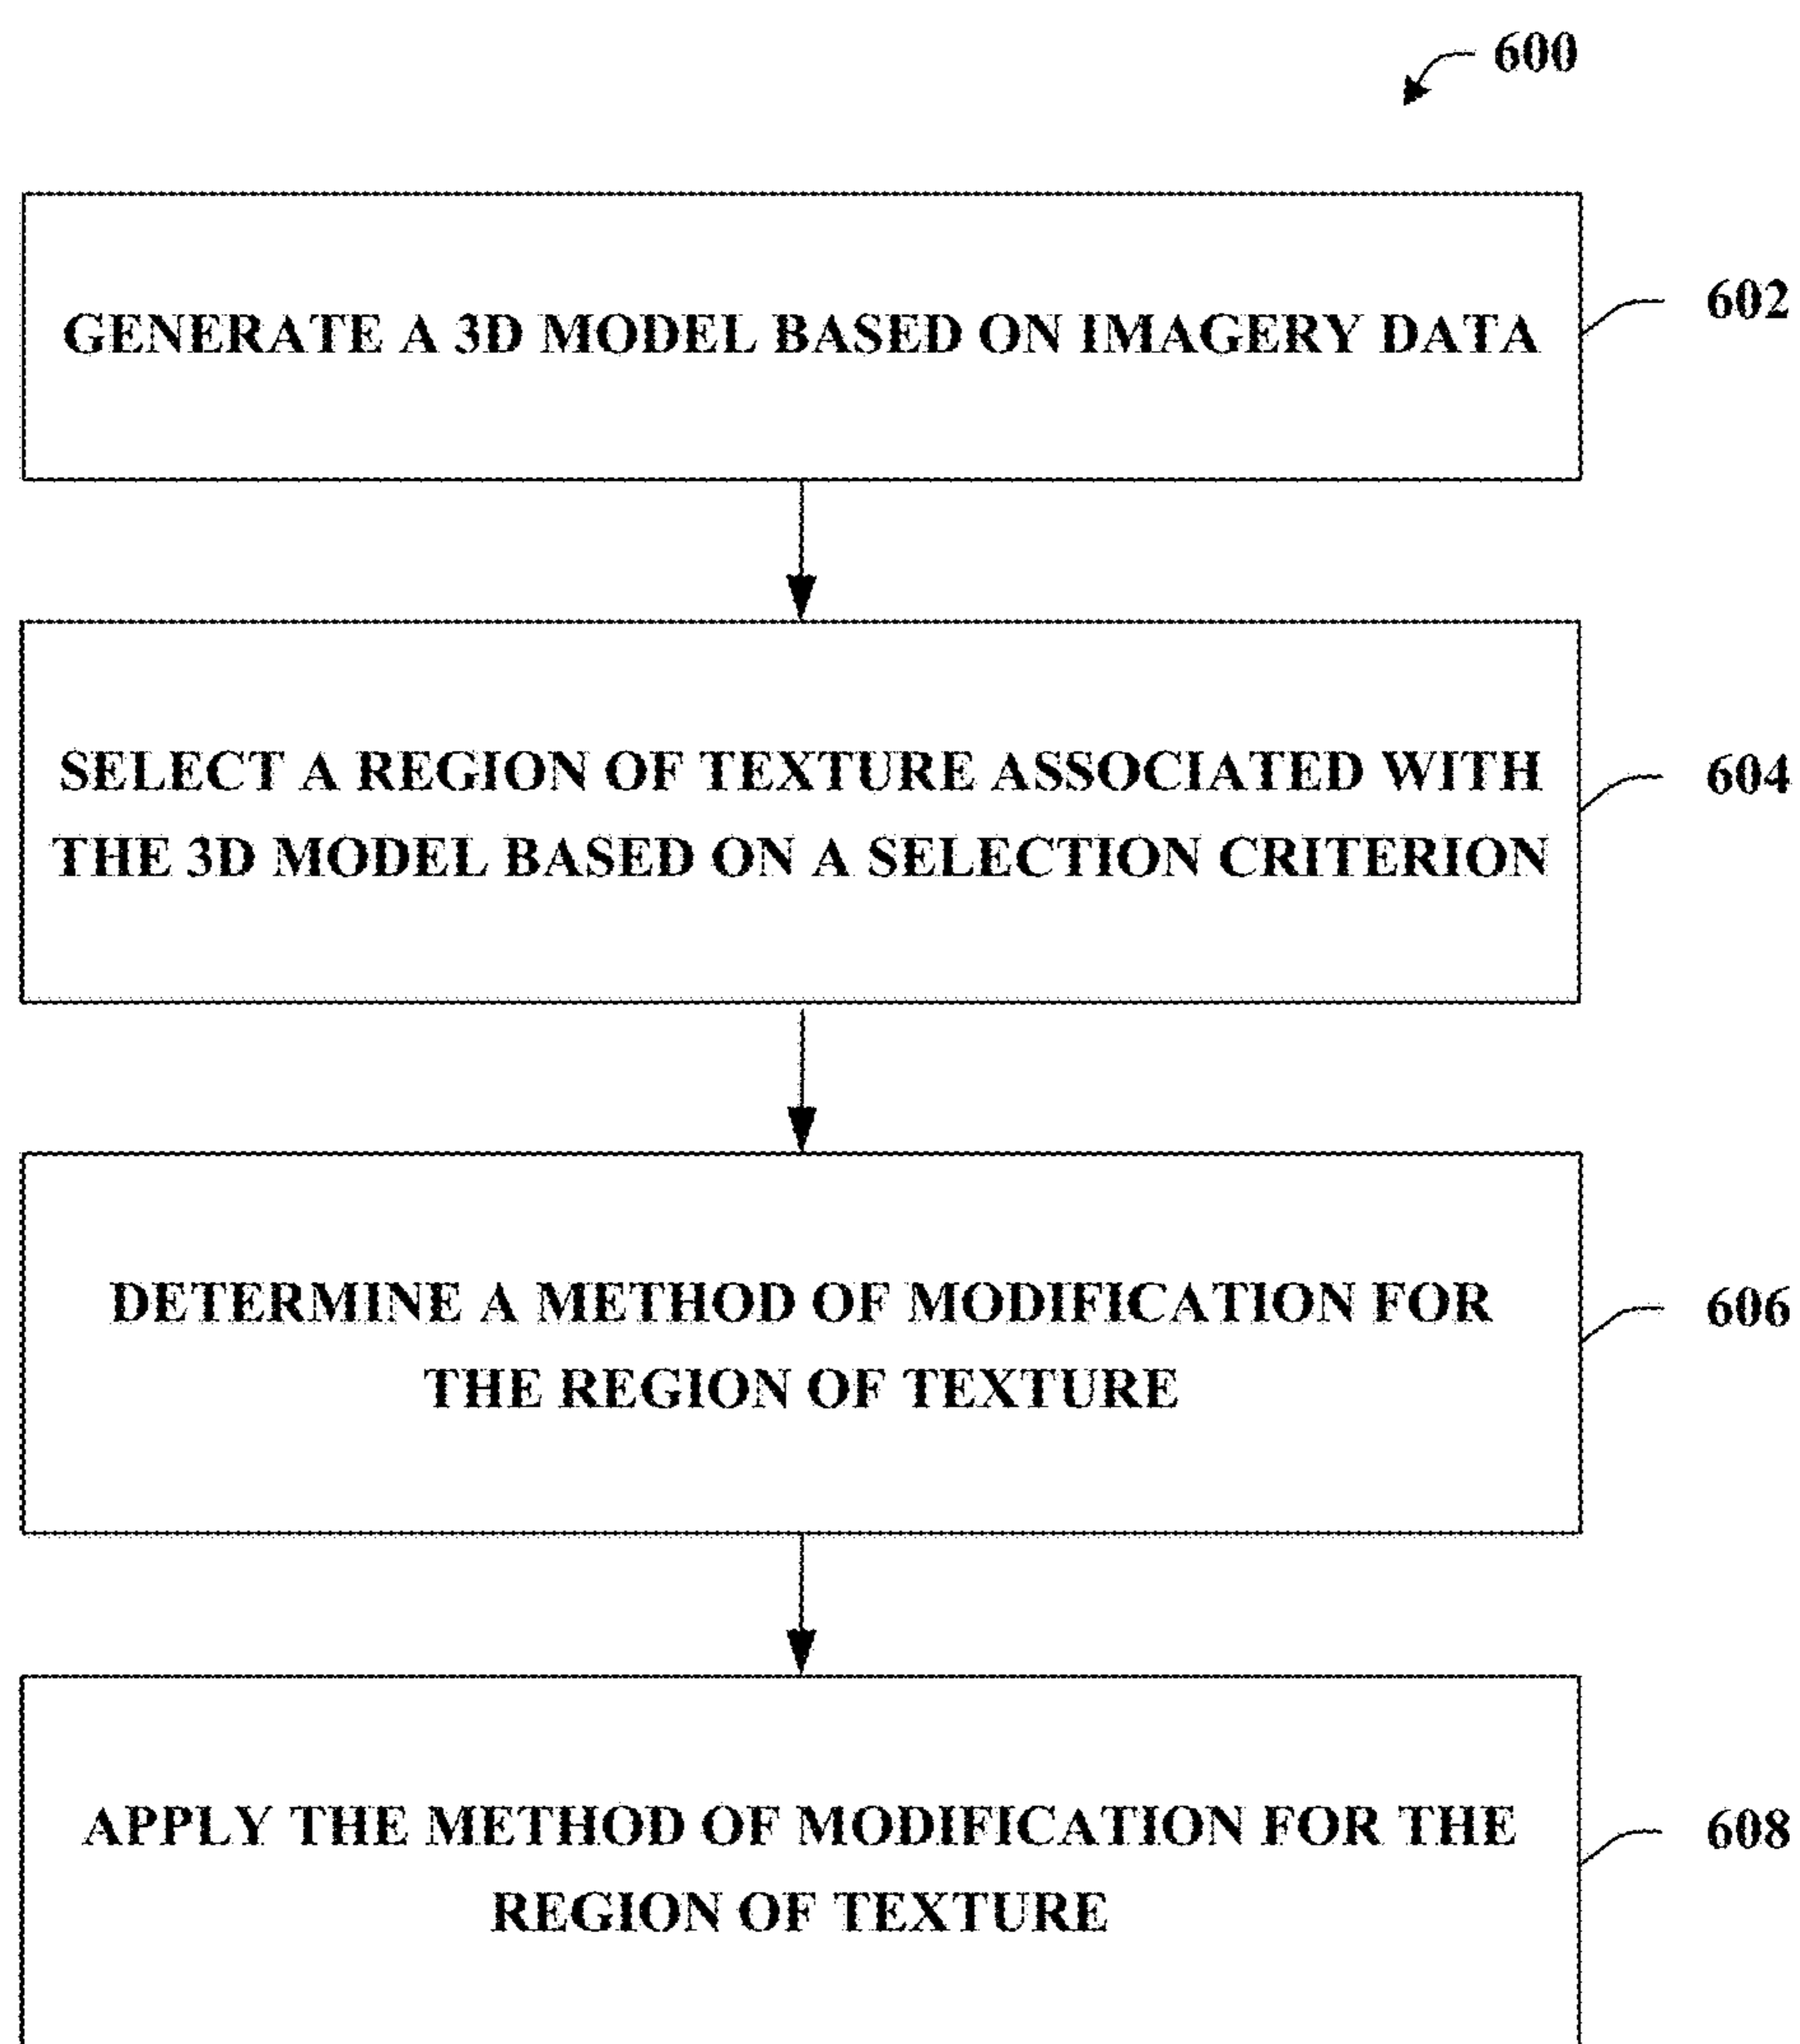 600
GENERATE A 3D MODEL BASED ON IMAGERY DATA
602
SELECT A REGION OF TEXTURE ASSOCIATED WITH
THE 3D MODEL BASED ON A SELECTION CRITERION
604
DETERMINE A METHOD OF MODIFICATION FOR
THE REGION OF TEXTURE
606
APPLY THE METHOD OF MODIFICATION FOR THE
REGION OF TEXTURE
608